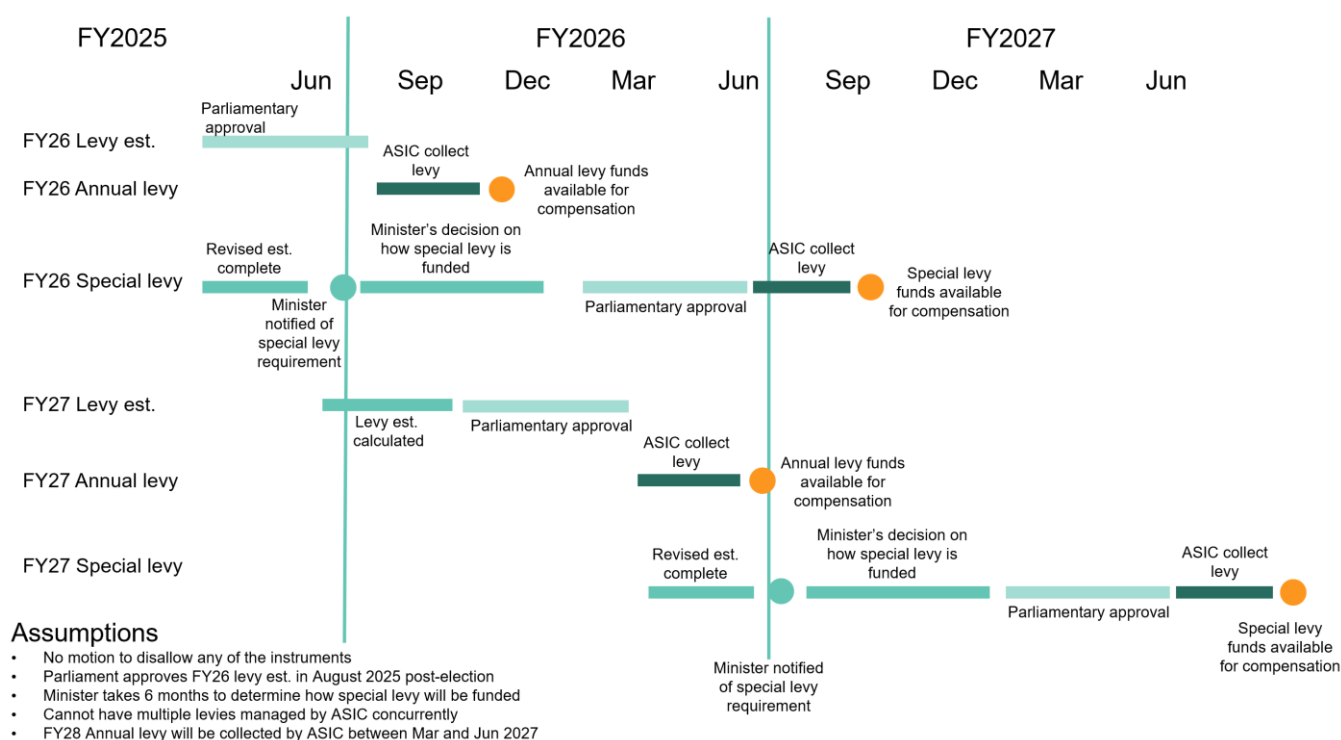 FY2025
FY2026
FY2027
Jun
Sep
Dec
Mar
Jun
Sep
Dec
Mar
Jun
FY26 Levy est.
Parliamentary
approval
FY26 Annual levy
ASIC collect
levy
Annual levy funds
available for
compensation
FY26 Special levy
Revised est.
complete
Minister
notified of
special levy
requirement
Minister's decision on
how special levy is
funded
Parliamentary approval
ASIC collect
levy
Special levy
funds available
for compensation
FY27 Levy est.
Levy est.
calculated
Parliamentary approval
FY27 Annual levy
ASIC collect
levy
Annual levy funds
available for
compensation
FY27 Special levy
Revised est.
complete
Minister notified
of special levy
requirement
Minister's decision on
how special levy is
funded
Parliamentary approval
ASIC collect
levy
Special levy
funds available
for compensation
Assumptions
• No motion to disallow any of the instruments
• Parliament approves FY26 levy est. in August 2025 post-election
• Minister takes 6 months to determine how special levy will be funded
• Cannot have multiple levies managed by ASIC concurrently
• FY28 Annual levy will be collected by ASIC between Mar and Jun 2027